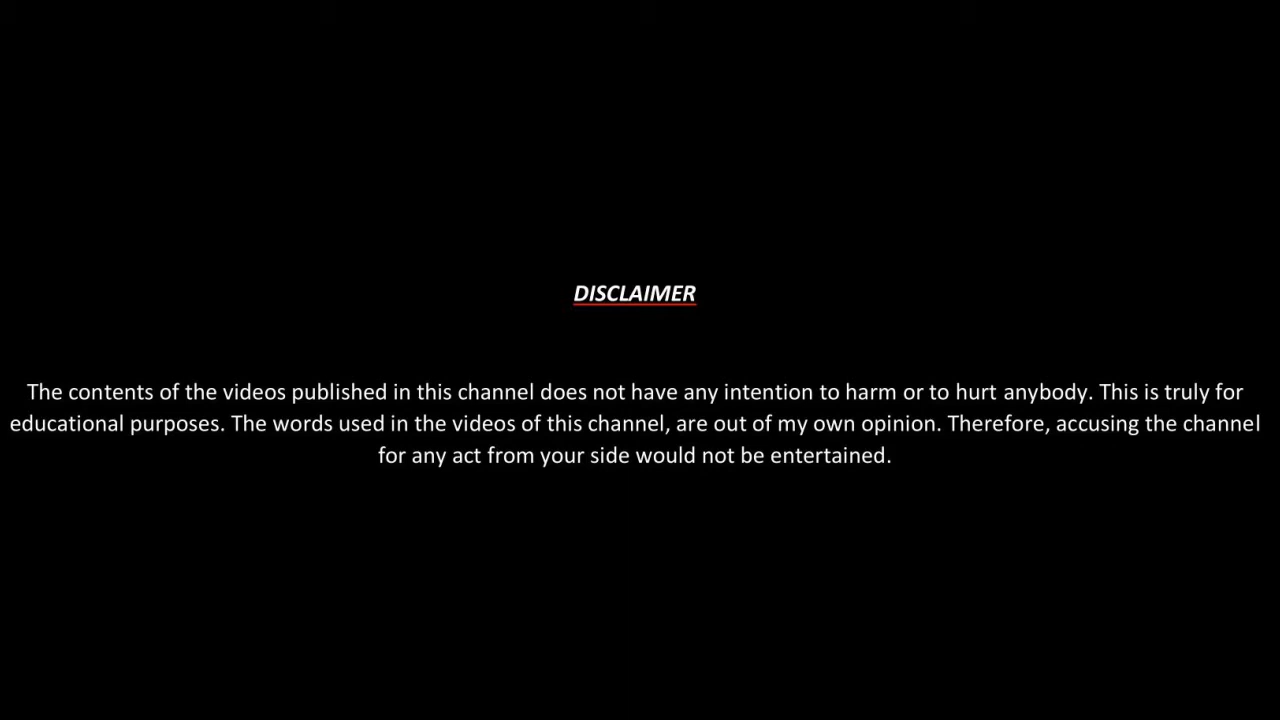 DISCLAIMER
The contents of the videos published in this channel does not have any intention to harm or to hurt anybody. This is truly for
educational purposes. The words used in the videos of this channel, are out of my own opinion. Therefore, accusing the channel
for any act from your side would not be entertained.